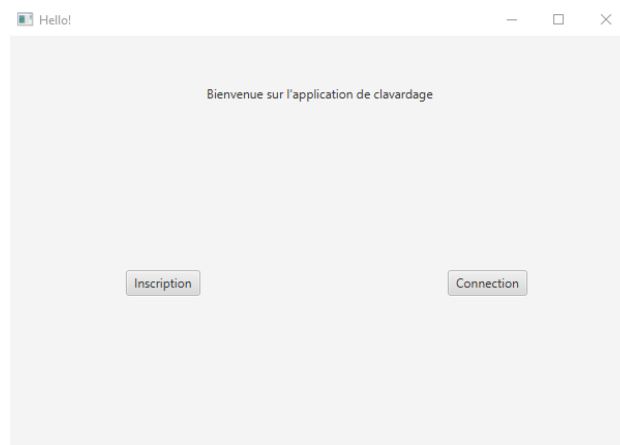 Hello!
Bienvenue sur l'application de clavardage
Inscription
Connection